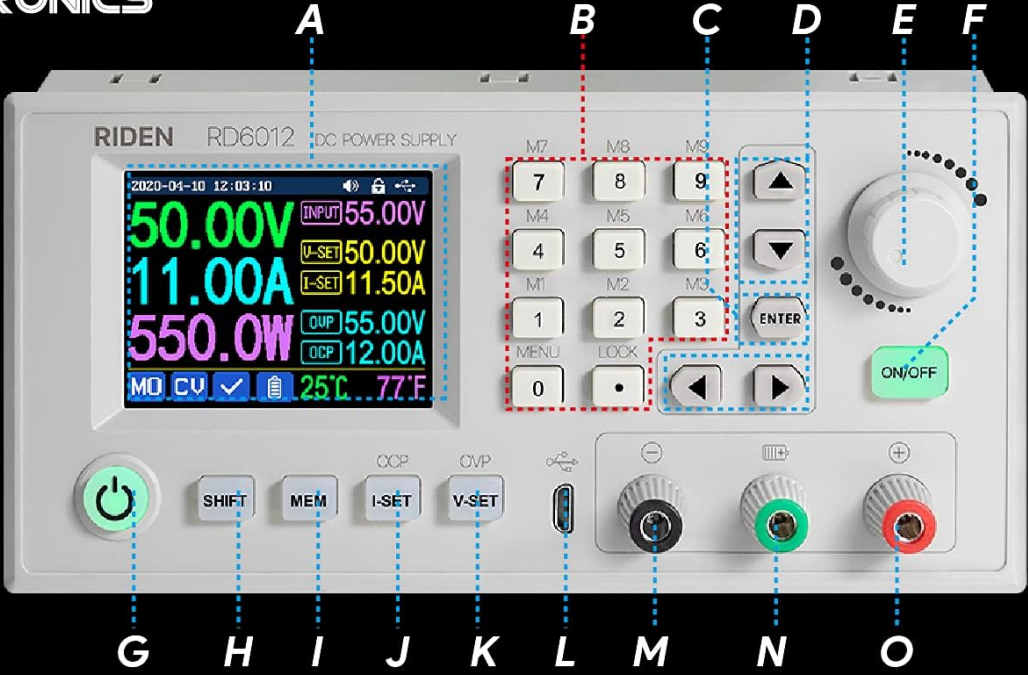 A B C D E F
RIDEN RD6012 DC POWER SUPPLY
2020-04-10 12:03:10
50.00V
INPUT 55.00V
V-SET 50.00V
11.00A
I-SET 11.50A
550.0W
OVP 55.00V
OCP 12.00A
M0 CV 25°C 77°F
M7 M8 M9
7 8 9
M4 M5 M6
4 5 6
M1 M2 M3
1 2 3
ENTER
MENU LOCK
0 •
ON/OFF
OCP OVP
SHIFT MEM I-SET V-SET
G H I J K L M N O